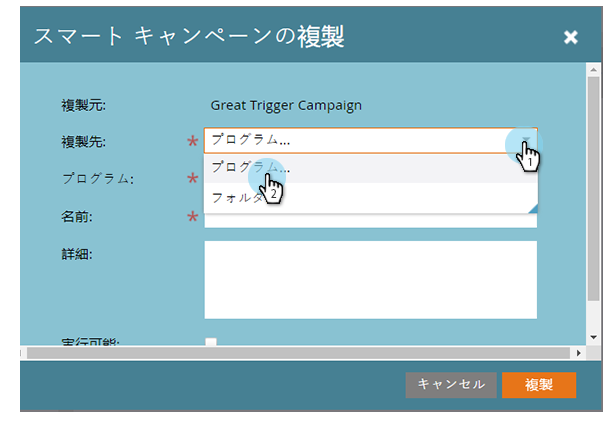 スマート キャンペーンの複製
複製元: Great Trigger Campaign
複製先: * プログラム...
1
プログラム: * プログラム...
2
フォルダ
名前: *
詳細:
実行可能:
キャンセル 複製